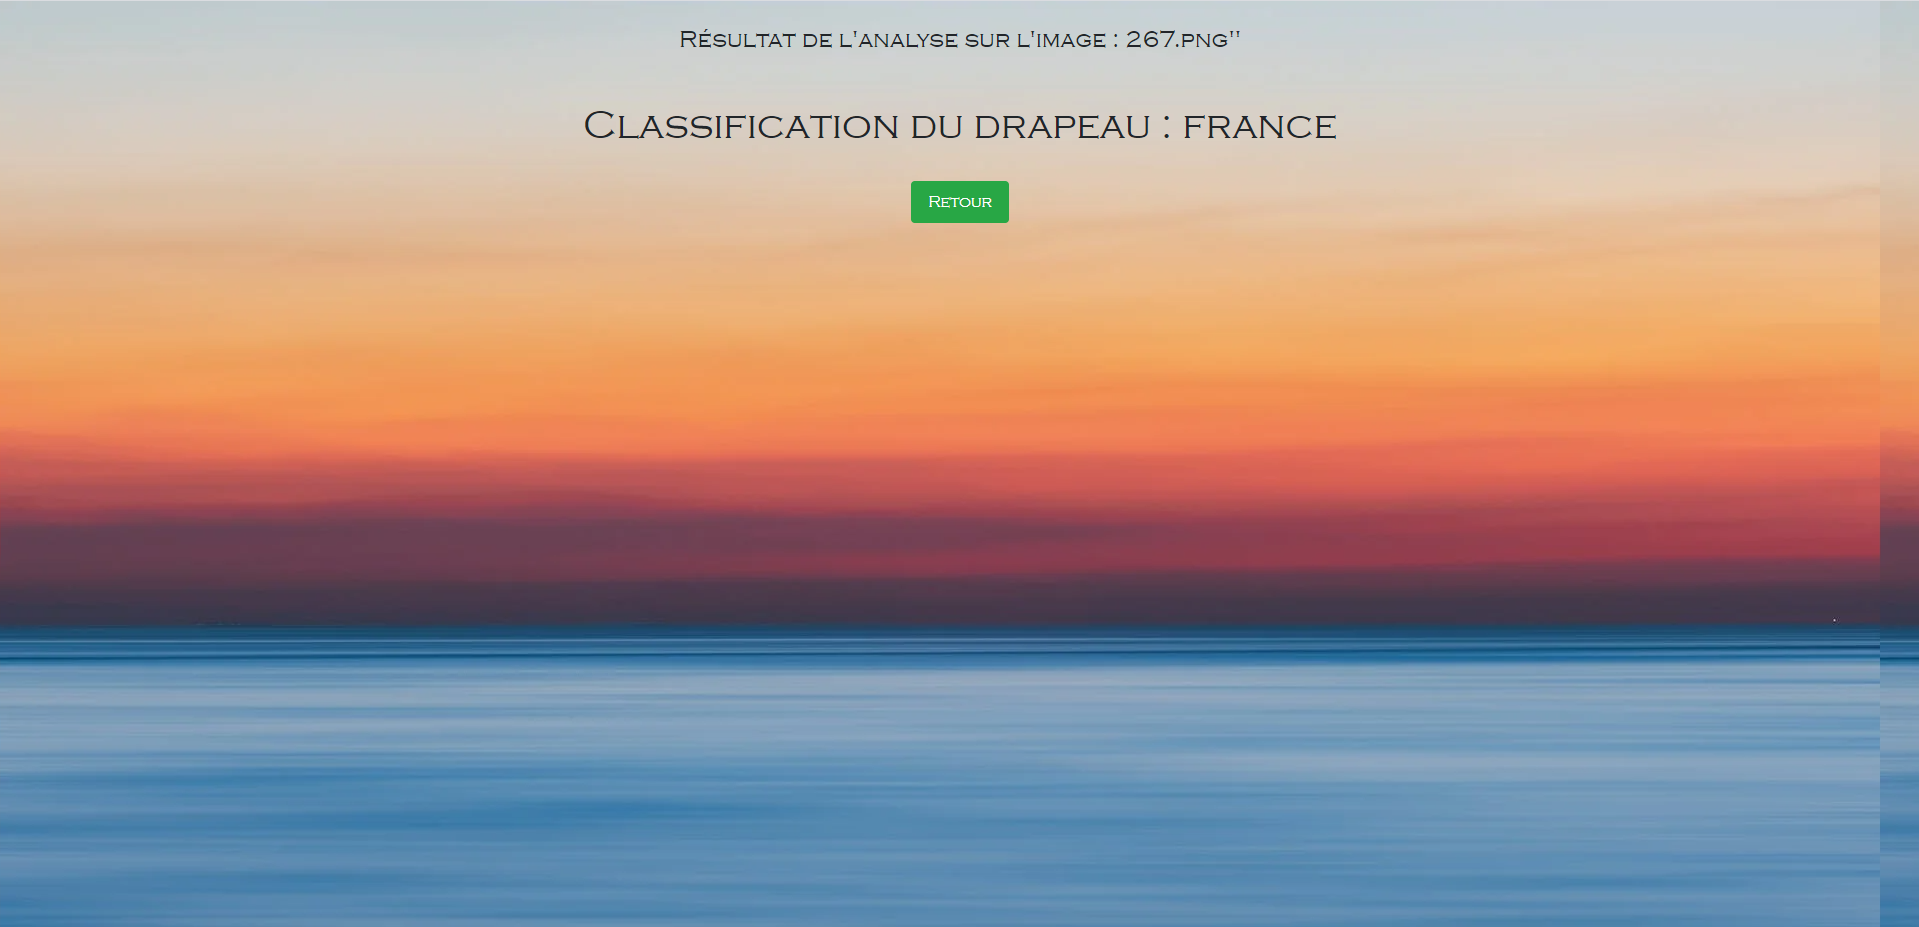 Résultat de l'analyse sur l'image : 267.png"
Classification du drapeau : france
Retour